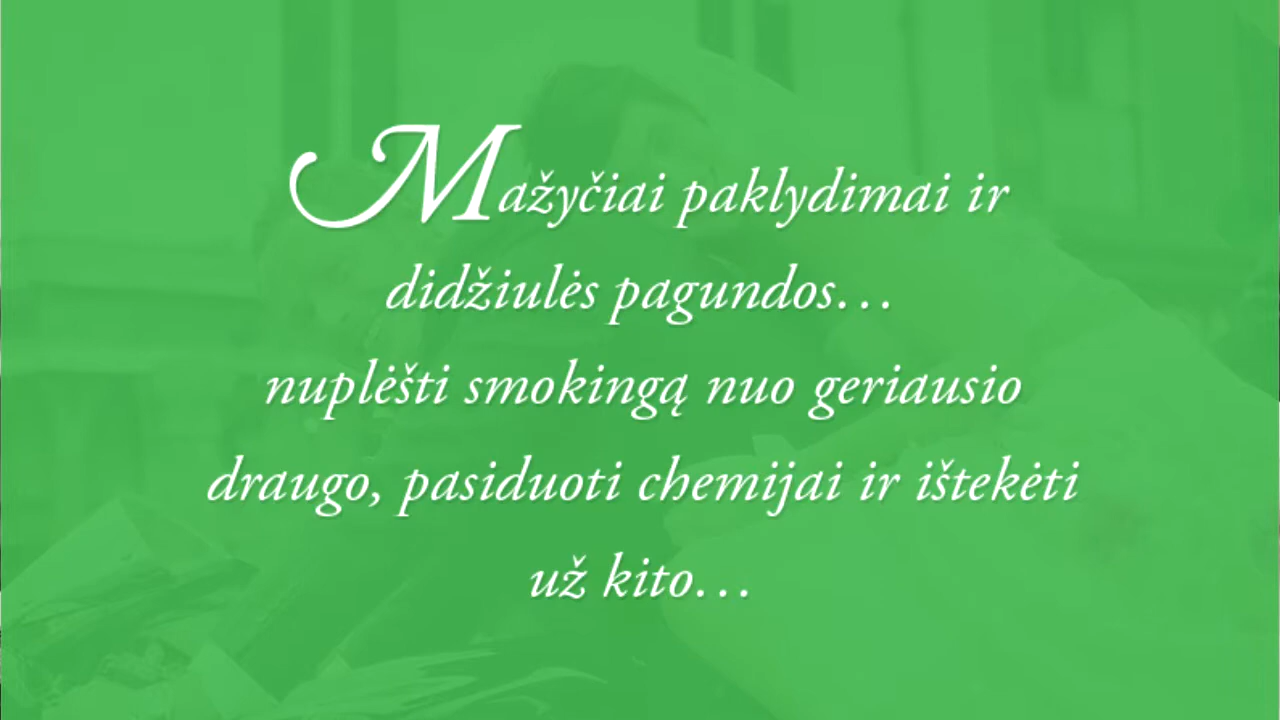 Mažyčiai paklydimai ir
didžiulės pagundos…
nuplėšti smokingą nuo geriausio
draugo, pasiduoti chemijai ir ištekėti
už kito…